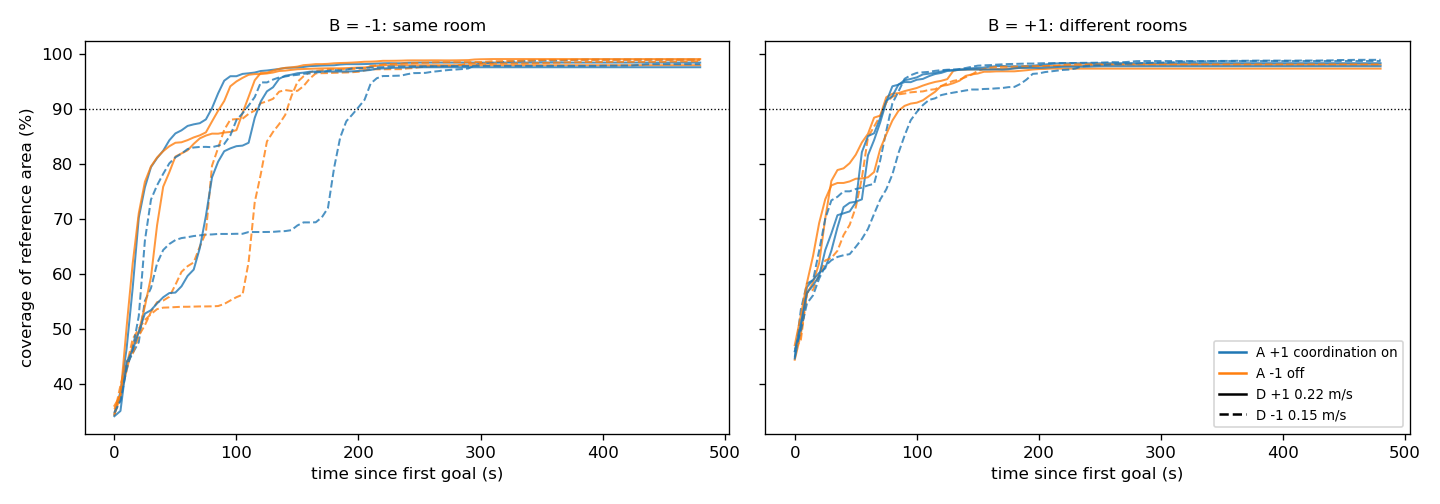 B = -1: same room
B = +1: different rooms
coverage of reference area (%)
100
90
80
70
60
50
40
0
100
200
300
400
500
time since first goal (s)
0
100
200
300
400
500
time since first goal (s)
A +1 coordination on
A -1 off
D +1 0.22 m/s
D -1 0.15 m/s